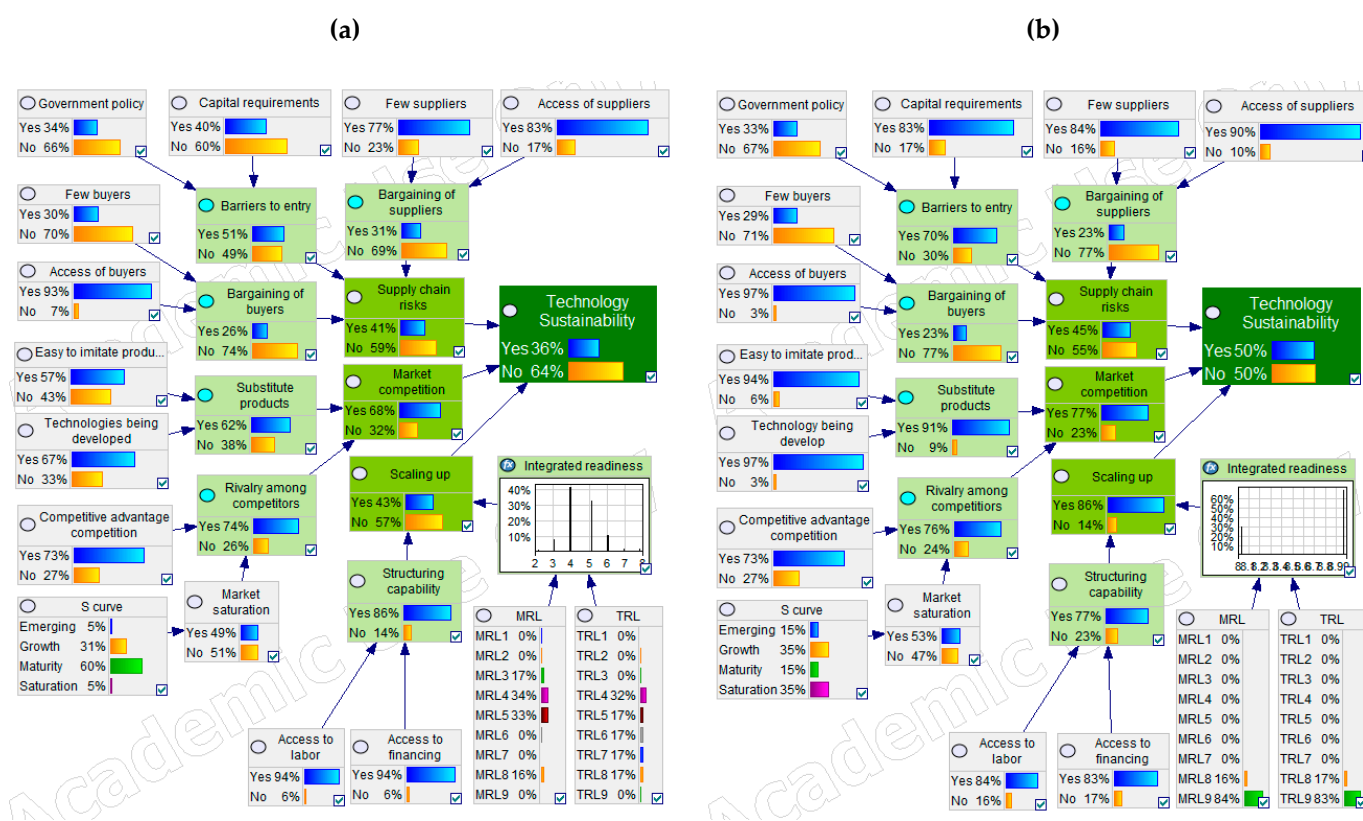 (a)
Government policy
Yes 34%
No 66%
Capital requirements
Yes 40%
No 60%
Few suppliers
Yes 77%
No 23%
Access of suppliers
Yes 83%
No 17%
Few buyers
Yes 30%
No 70%
Barriers to entry
Yes 51%
No 49%
Bargaining of
suppliers
Yes 31%
No 69%
Access of buyers
Yes 93%
No 7%
Bargaining of
buyers
Yes 26%
No 74%
Supply chain
risks
Yes 41%
No 59%
Technology
Sustainability
Yes 36%
No 64%
Easy to imitate produ...
Yes 57%
No 43%
Substitute
products
Yes 62%
No 38%
Market
competition
Yes 68%
No 32%
Technologies being
developed
Yes 67%
No 33%
Rivalry among
competitors
Yes 74%
No 26%
Scaling up
Yes 43%
No 57%
Integrated readiness
40%
30%
20%
10%
2 3 4 5 6 7 8
Competitive advantage
competition
Yes 73%
No 27%
Structuring
capability
Yes 86%
No 14%
S curve
Emerging 5%
Growth 31%
Maturity 60%
Saturation 5%
Market
saturation
Yes 49%
No 51%
MRL
MRL1 0%
MRL2 0%
MRL3 17%
MRL4 34%
MRL5 33%
MRL6 0%
MRL7 0%
MRL8 16%
MRL9 0%
TRL
TRL1 0%
TRL2 0%
TRL3 0%
TRL4 32%
TRL5 17%
TRL6 17%
TRL7 17%
TRL8 17%
TRL9 0%
Access to
labor
Yes 94%
No 6%
Access to
financing
Yes 94%
No 6%
Academic Use Only
(b)
Government policy
Yes 33%
No 67%
Capital requirements
Yes 83%
No 17%
Few suppliers
Yes 84%
No 16%
Access of suppliers
Yes 90%
No 10%
Few buyers
Yes 29%
No 71%
Barriers to entry
Yes 70%
No 30%
Bargaining of
suppliers
Yes 23%
No 77%
Access of buyers
Yes 97%
No 3%
Bargaining of
buyers
Yes 23%
No 77%
Supply chain
risks
Yes 45%
No 55%
Technology
Sustainability
Yes 50%
No 50%
Easy to imitate prod...
Yes 94%
No 6%
Substitute
products
Yes 91%
No 9%
Market
competition
Yes 77%
No 23%
Technology being
develop
Yes 97%
No 3%
Rivalry among
competitors
Yes 76%
No 24%
Scaling up
Yes 86%
No 14%
Integrated readiness
60%
50%
40%
30%
20%
10%
Competitive advantage
competition
Yes 73%
No 27%
Structuring
capability
Yes 77%
No 23%
S curve
Emerging 15%
Growth 35%
Maturity 15%
Saturation 35%
Market
saturation
Yes 53%
No 47%
MRL
MRL1 0%
MRL2 0%
MRL3 0%
MRL4 0%
MRL5 0%
MRL6 0%
MRL7 0%
MRL8 16%
MRL9 84%
TRL
TRL1 0%
TRL2 0%
TRL3 0%
TRL4 0%
TRL5 0%
TRL6 0%
TRL7 0%
TRL8 17%
TRL9 83%
Access to
labor
Yes 84%
No 16%
Access to
financing
Yes 83%
No 17%